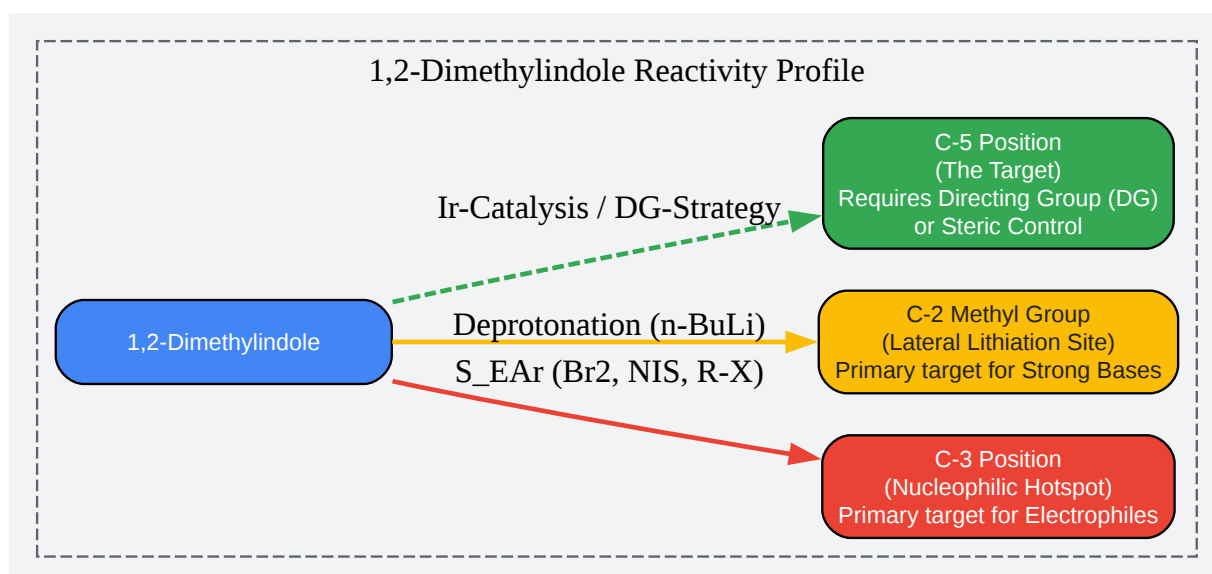 1,2-Dimethylindole Reactivity Profile
C-5 Position
(The Target)
Requires Directing Group (DG)
or Steric Control
Ir-Catalysis / DG-Strategy
1,2-Dimethylindole
Deprotonation (n-BuLi)
C-2 Methyl Group
(Lateral Lithiation Site)
Primary target for Strong Bases
S_EAr (Br2, NIS, R-X)
C-3 Position
(Nucleophilic Hotspot)
Primary target for Electrophiles